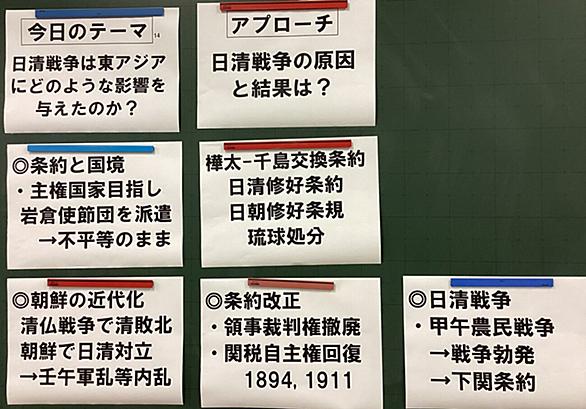 今日のテーマ
14
日清戦争は東アジア
にどのような影響を
与えたのか？
アプローチ
日清戦争の原因
と結果は？
◎条約と国境
・主権国家目指し
岩倉使節団を派遣
→不平等のまま
樺太−千島交換条約
日清修好条約
日朝修好条規
琉球処分
◎朝鮮の近代化
清仏戦争で清敗北
朝鮮で日清対立
→壬午軍乱等内乱
◎条約改正
・領事裁判権撤廃
・関税自主権回復
1894, 1911
◎日清戦争
・甲午農民戦争
→戦争勃発
→下関条約